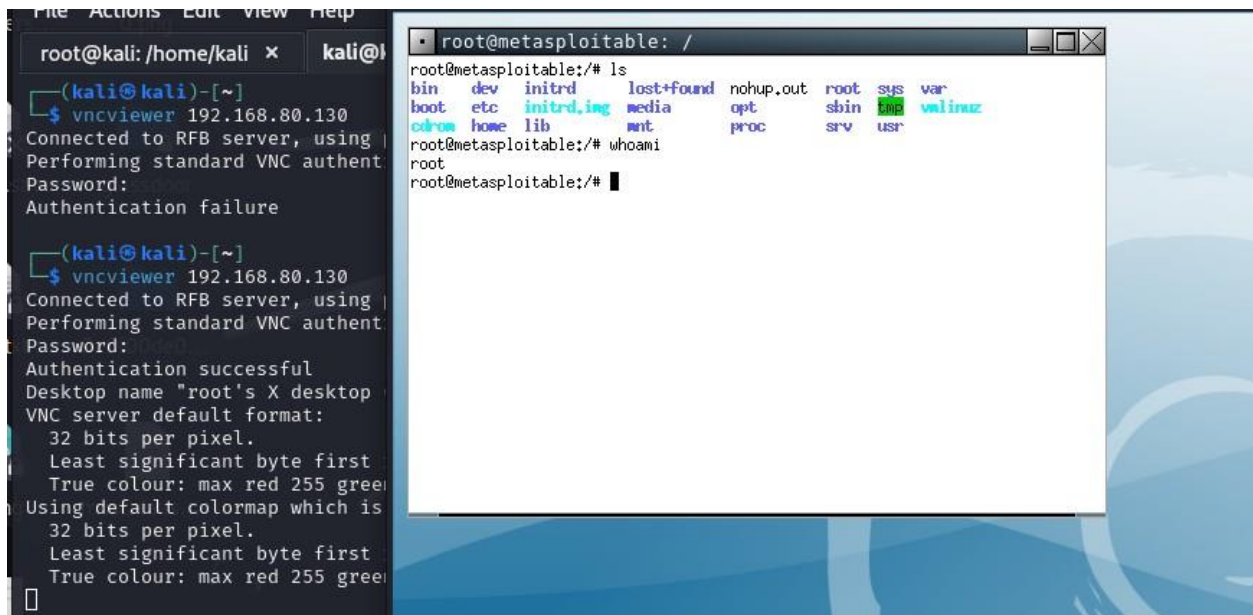 File Actions Edit View Help
root@kali: /home/kali ×
kali@k
(kali㉿kali)-[~]
$ vncviewer 192.168.80.130
Connected to RFB server, using
Performing standard VNC authent
Password:
Authentication failure
(kali㉿kali)-[~]
$ vncviewer 192.168.80.130
Connected to RFB server, using
Performing standard VNC authent
Password:
Authentication successful
Desktop name "root's X desktop
VNC server default format:
32 bits per pixel.
Least significant byte first
True colour: max red 255 gree
Using default colormap which is
32 bits per pixel.
Least significant byte first
True colour: max red 255 gree
root@metasploitable: /
root@metasploitable:/# ls
bin dev initrd lost+found nohup.out root sys var
boot etc initrd.img media opt sbin tmp vmlinuz
cdrom home lib mnt proc srv usr
root@metasploitable:/# whoami
root
root@metasploitable:/#